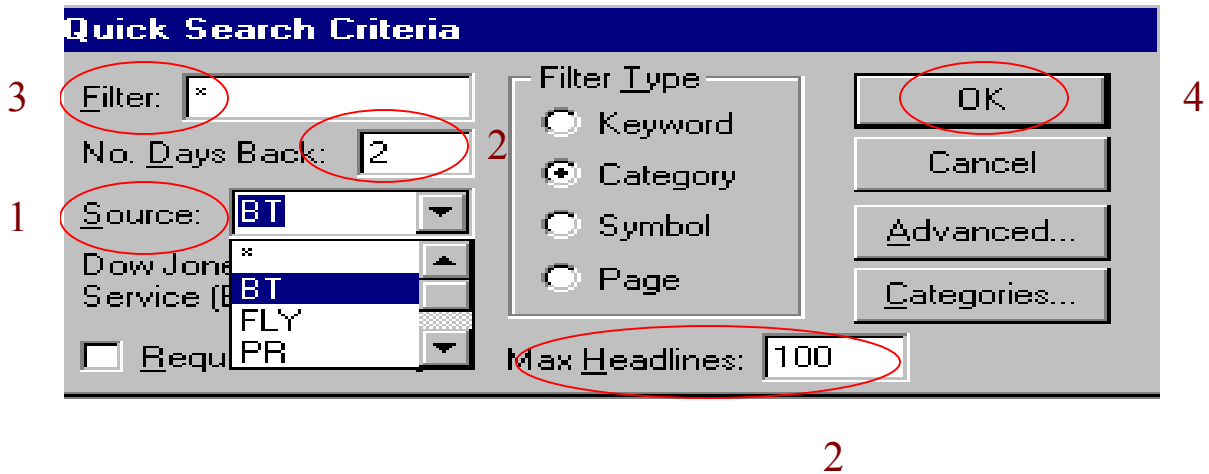 Quick Search Criteria
3
Filter: *
No. Days Back: 2
2
1
Source: BT
*
BT
FLY
PR
Dow Jone
Service (
Requ
Filter Type
Keyword
Category
Symbol
Page
Max Headlines: 100
2
OK
4
Cancel
Advanced...
Categories...